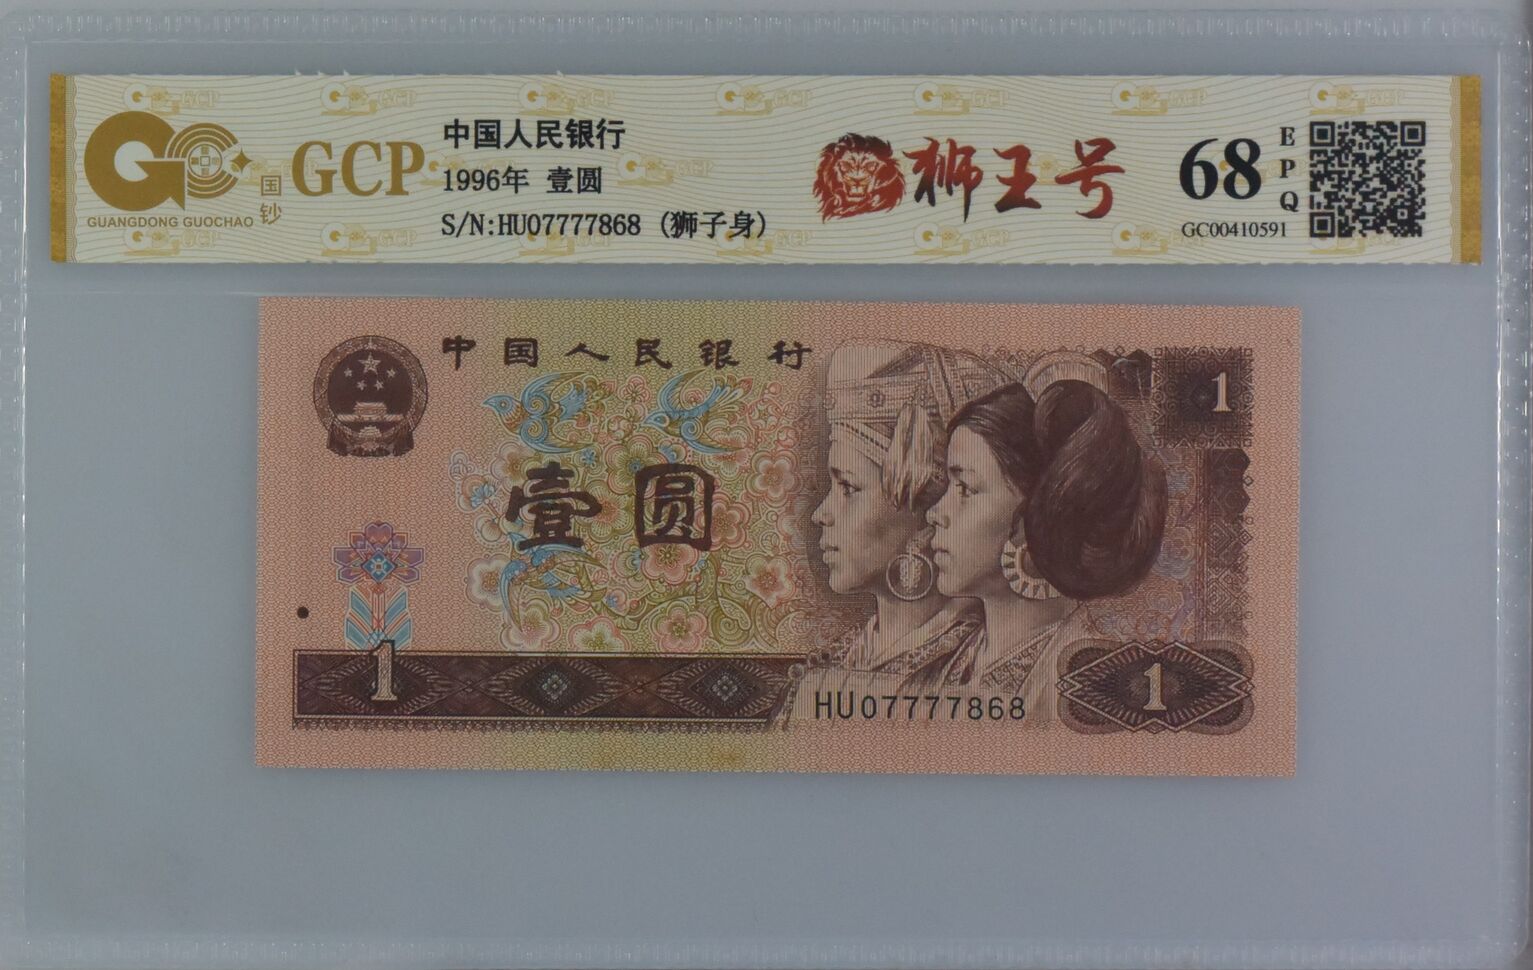 GCP
国钞
GUANGDONG GUOCHAO
中国人民银行
1996年 壹圆
S/N:HU07777868 (狮子身)
狮王号
68
EPQ
GC00410591
中国人民银行
1
壹圆
1
HU07777868
1